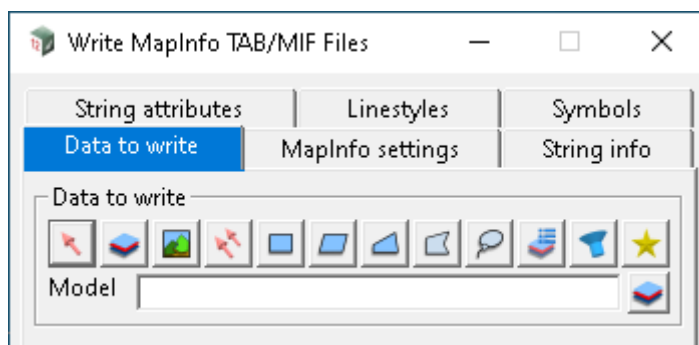 Write MapInfo TAB/MIF Files
String attributes Linestyles Symbols
Data to write MapInfo settings String info
Data to write
Model